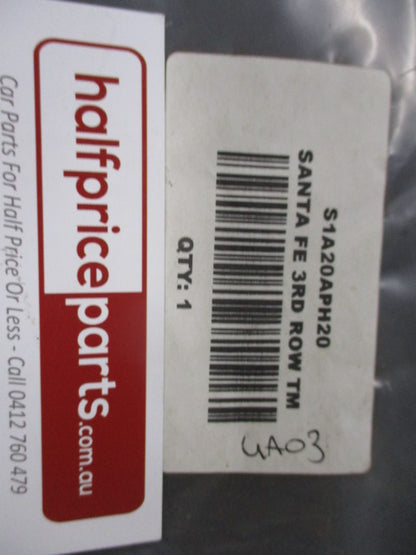 halfpriceparts.com.au
Car Parts For Half Price Or Less - Call 0412 760 479
S1A20APH20
SANTA FE 3RD ROW TM
QTY: 1
UA03